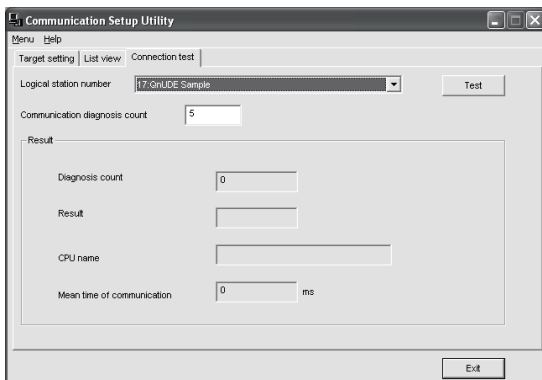 Communication Setup Utility
Menu Help
Target setting List view Connection test
Logical station number 17:QnUDE Sample Test
Communication diagnosis count 5
Result
Diagnosis count 0
Result
CPU name
Mean time of communication 0 ms
Exit